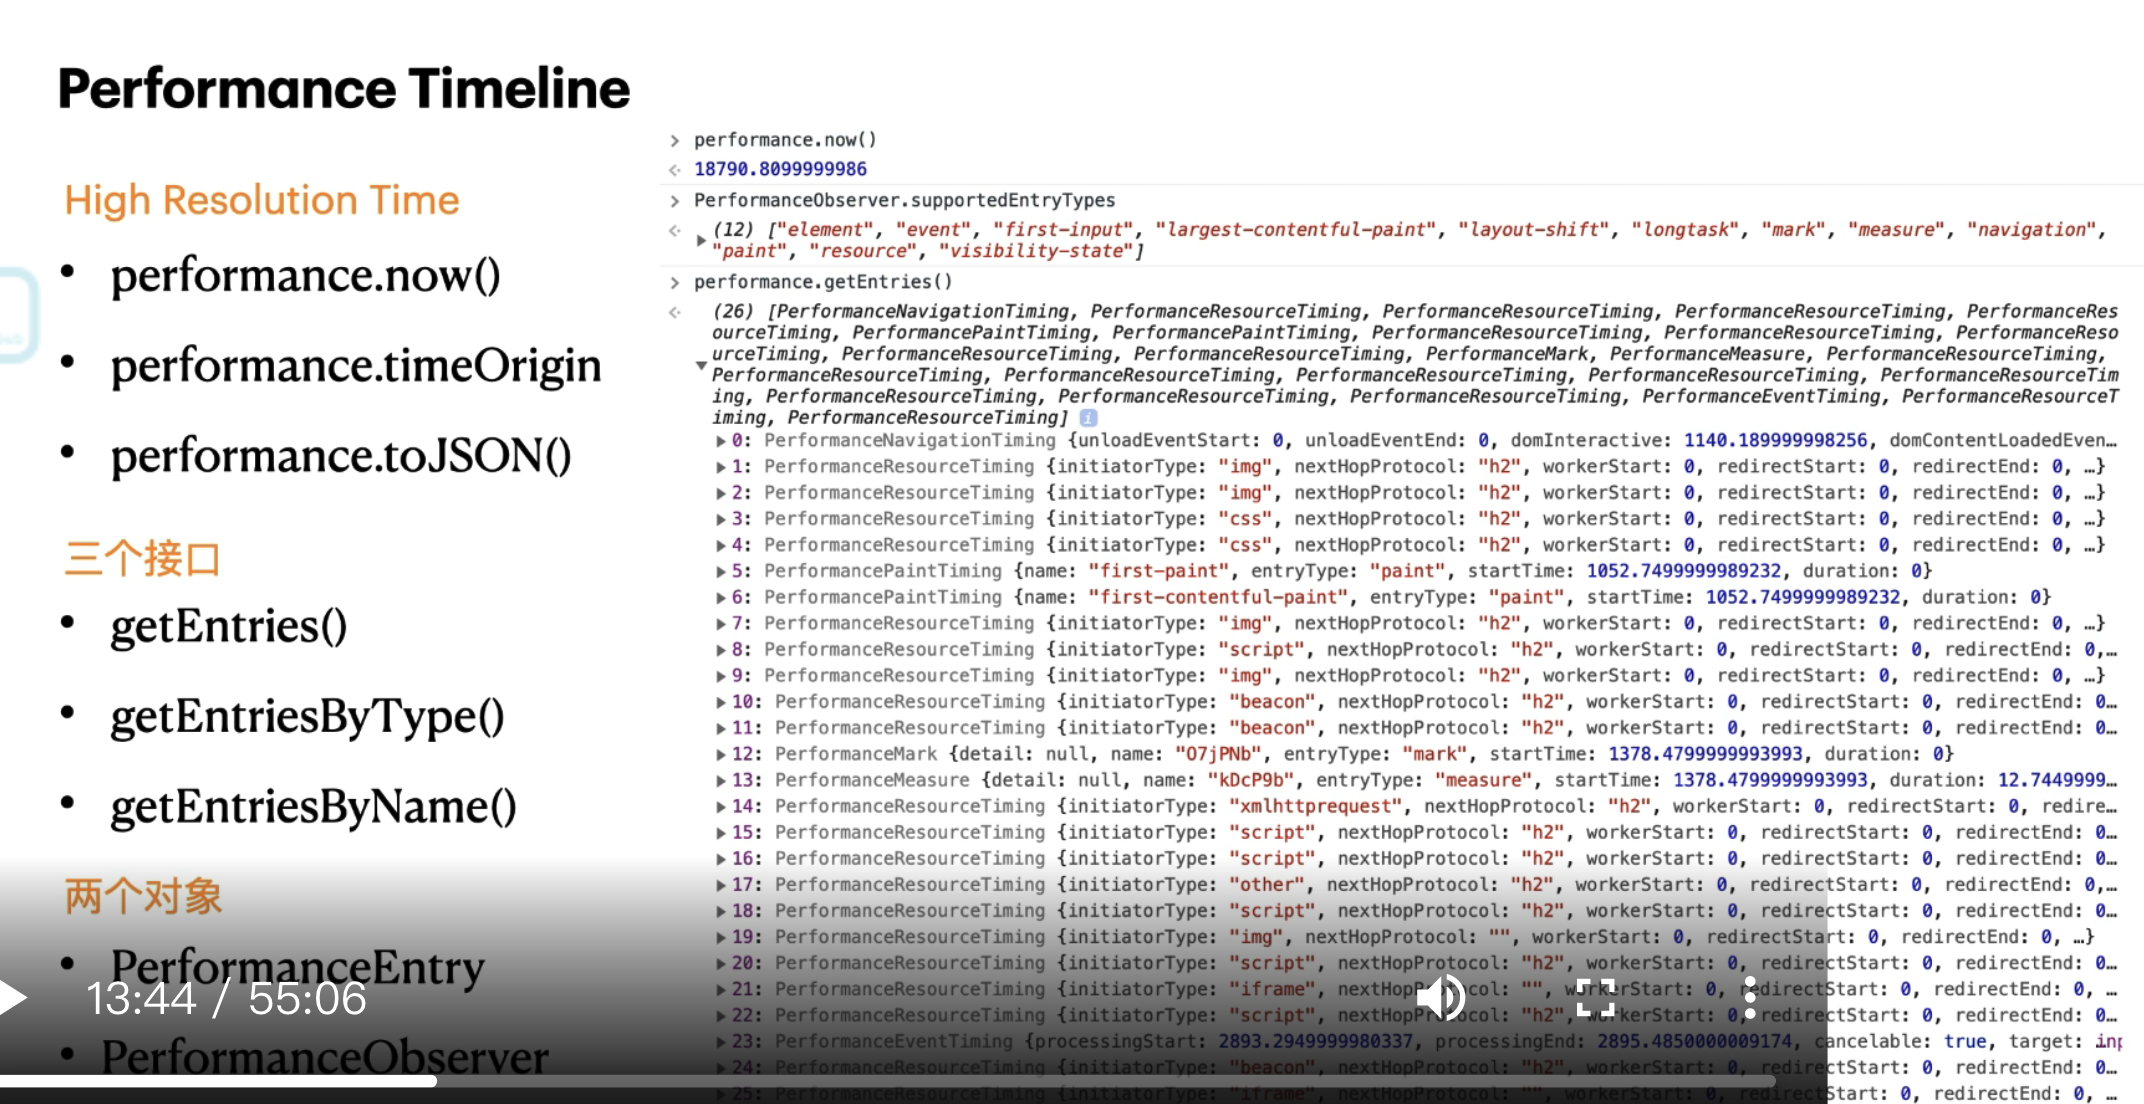 Performance Timeline
High Resolution Time
• performance.now()
• performance.timeOrigin
• performance.toJSON()
三个接口
• getEntries()
• getEntriesByType()
• getEntriesByName()
两个对象
• PerformanceEntry
• PerformanceObserver
13:44 / 55:06
performance.now()
18790.8099999986
PerformanceObserver.supportedEntryTypes
(12) ["element", "event", "first-input", "largest-contentful-paint", "layout-shift", "longtask", "mark", "measure", "navigation",
"paint", "resource", "visibility-state"]
performance.getEntries()
(26) [PerformanceNavigationTiming, PerformanceResourceTiming, PerformanceResourceTiming, PerformanceResourceTiming, PerformanceRes
ourceTiming, PerformancePaintTiming, PerformancePaintTiming, PerformanceResourceTiming, PerformanceResourceTiming, PerformanceReso
urceTiming, PerformanceResourceTiming, PerformanceResourceTiming, PerformanceMark, PerformanceMeasure, PerformanceResourceTiming,
PerformanceResourceTiming, PerformanceResourceTiming, PerformanceResourceTiming, PerformanceResourceTiming, PerformanceResourceTim
ing, PerformanceResourceTiming, PerformanceResourceTiming, PerformanceResourceTiming, PerformanceEventTiming, PerformanceResourceT
iming, PerformanceResourceTiming] i
0: PerformanceNavigationTiming {unloadEventStart: 0, unloadEventEnd: 0, domInteractive: 1140.189999998256, domContentLoadedEven…
1: PerformanceResourceTiming {initiatorType: "img", nextHopProtocol: "h2", workerStart: 0, redirectStart: 0, redirectEnd: 0, …}
2: PerformanceResourceTiming {initiatorType: "img", nextHopProtocol: "h2", workerStart: 0, redirectStart: 0, redirectEnd: 0, …}
3: PerformanceResourceTiming {initiatorType: "css", nextHopProtocol: "h2", workerStart: 0, redirectStart: 0, redirectEnd: 0, …}
4: PerformanceResourceTiming {initiatorType: "css", nextHopProtocol: "h2", workerStart: 0, redirectStart: 0, redirectEnd: 0, …}
5: PerformancePaintTiming {name: "first-paint", entryType: "paint", startTime: 1052.7499999989232, duration: 0}
6: PerformancePaintTiming {name: "first-contentful-paint", entryType: "paint", startTime: 1052.7499999989232, duration: 0}
7: PerformanceResourceTiming {initiatorType: "img", nextHopProtocol: "h2", workerStart: 0, redirectStart: 0, redirectEnd: 0, …}
8: PerformanceResourceTiming {initiatorType: "script", nextHopProtocol: "h2", workerStart: 0, redirectStart: 0, redirectEnd: 0,…
9: PerformanceResourceTiming {initiatorType: "img", nextHopProtocol: "h2", workerStart: 0, redirectStart: 0, redirectEnd: 0, …}
10: PerformanceResourceTiming {initiatorType: "beacon", nextHopProtocol: "h2", workerStart: 0, redirectStart: 0, redirectEnd: 0…
11: PerformanceResourceTiming {initiatorType: "beacon", nextHopProtocol: "h2", workerStart: 0, redirectStart: 0, redirectEnd: 0…
12: PerformanceMark {detail: null, name: "O7jPNb", entryType: "mark", startTime: 1378.4799999993993, duration: 0}
13: PerformanceMeasure {detail: null, name: "kDcP9b", entryType: "measure", startTime: 1378.4799999993993, duration: 12.7449999…
14: PerformanceResourceTiming {initiatorType: "xmlhttprequest", nextHopProtocol: "h2", workerStart: 0, redirectStart: 0, redire…
15: PerformanceResourceTiming {initiatorType: "script", nextHopProtocol: "h2", workerStart: 0, redirectStart: 0, redirectEnd: 0…
16: PerformanceResourceTiming {initiatorType: "script", nextHopProtocol: "h2", workerStart: 0, redirectStart: 0, redirectEnd: 0…
17: PerformanceResourceTiming {initiatorType: "other", nextHopProtocol: "h2", workerStart: 0, redirectStart: 0, redirectEnd: 0,…
18: PerformanceResourceTiming {initiatorType: "script", nextHopProtocol: "h2", workerStart: 0, redirectStart: 0, redirectEnd: 0…
19: PerformanceResourceTiming {initiatorType: "img", nextHopProtocol: "", workerStart: 0, redirectStart: 0, redirectEnd: 0, …}
20: PerformanceResourceTiming {initiatorType: "script", nextHopProtocol: "h2", workerStart: 0, redirectStart: 0, redirectEnd: 0…
21: PerformanceResourceTiming {initiatorType: "iframe", nextHopProtocol: "", workerStart: 0, redirectStart: 0, redirectEnd: 0, …
22: PerformanceResourceTiming {initiatorType: "script", nextHopProtocol: "h2", workerStart: 0, redirectStart: 0, redirectEnd: 0…
23: PerformanceEventTiming {processingStart: 2893.2949999980337, processingEnd: 2895.4850000009174, cancelable: true, target: inp
24: PerformanceResourceTiming {initiatorType: "beacon", nextHopProtocol: "h2", workerStart: 0, redirectStart: 0, redirectEnd: 0…
25: PerformanceResourceTiming {initiatorType: "iframe", nextHopProtocol: "", workerStart: 0, redirectStart: 0, redirectEnd: 0, …